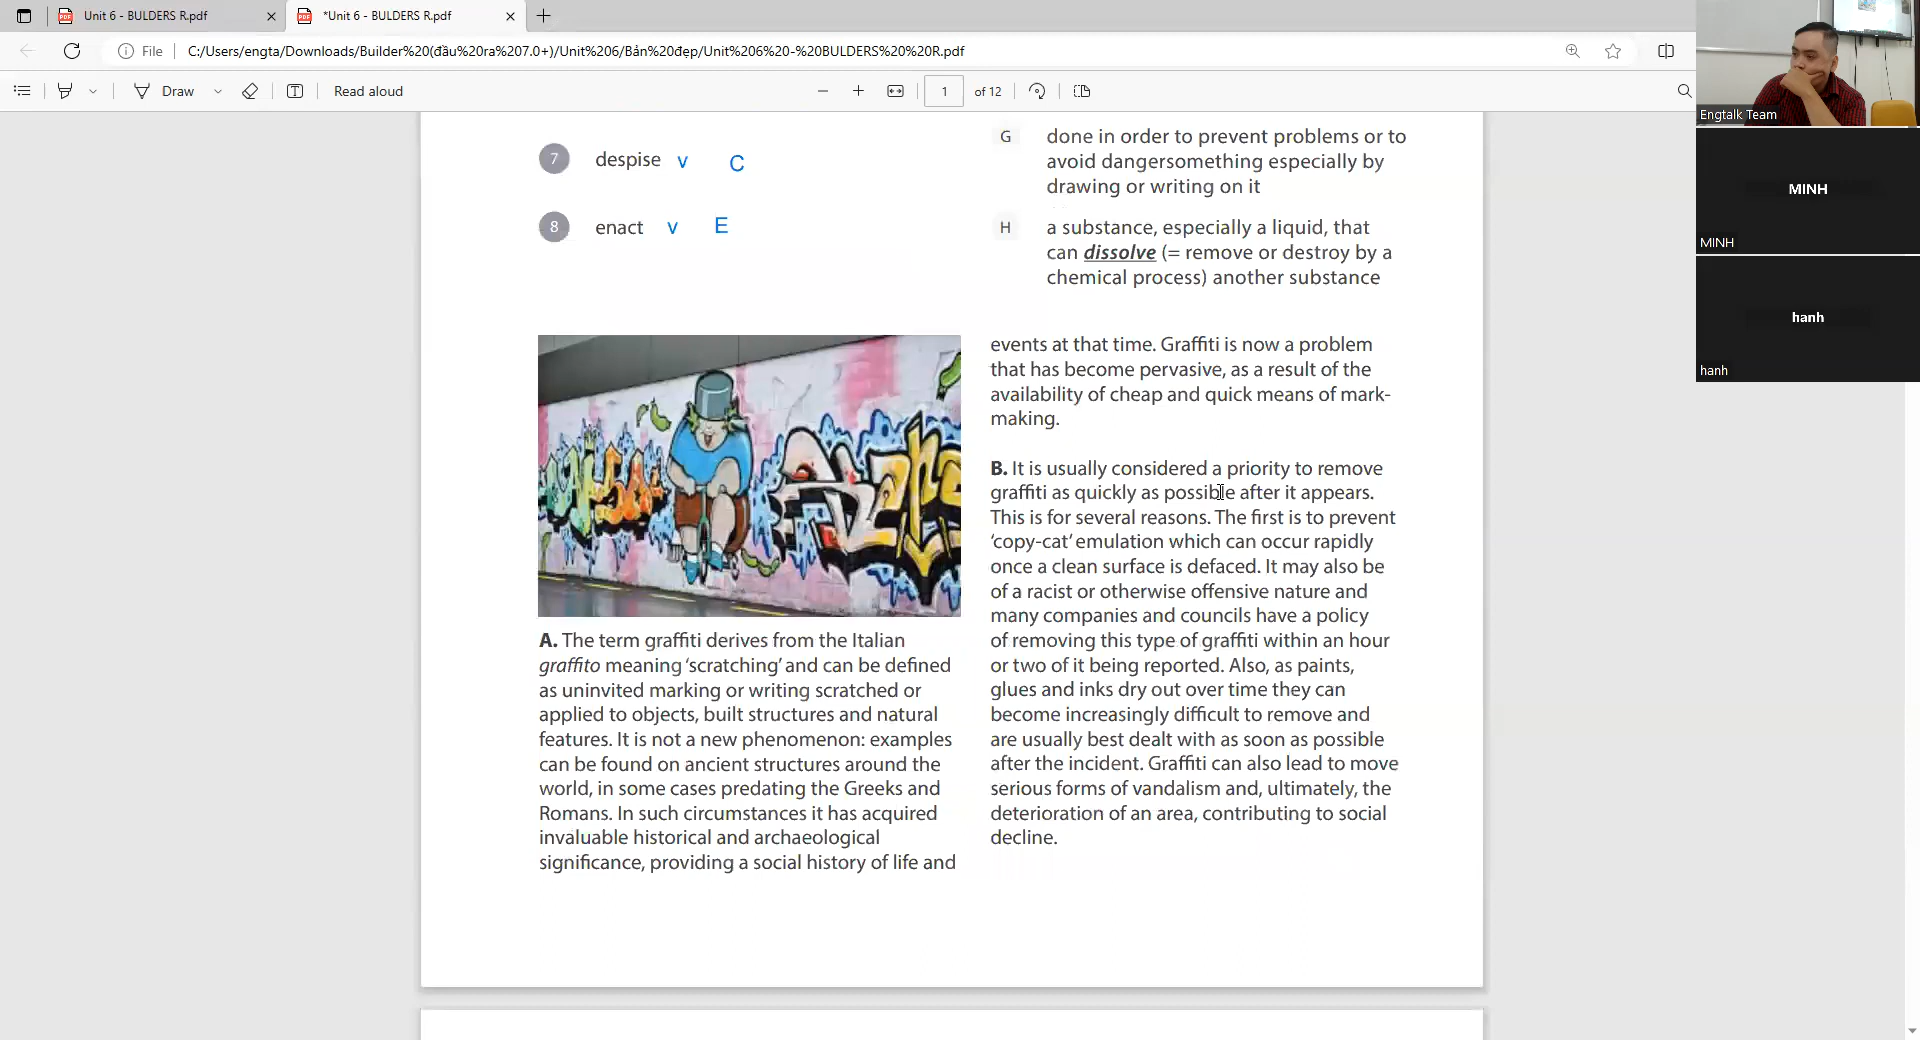 Unit 6 - BULDERS R.pdf
*Unit 6 - BULDERS R.pdf
File
C:/Users/engta/Downloads/Builder%20(đầu%20ra%207.0+)/Unit%206/Bản%20đẹp/Unit%206%20-%20BULDERS%20%20R.pdf
Draw
Read aloud
1 of 12
7 despise v C
8 enact v E
G done in order to prevent problems or to
avoid dangersomething especially by
drawing or writing on it
H a substance, especially a liquid, that
can dissolve (= remove or destroy by a
chemical process) another substance
A. The term graffiti derives from the Italian
graffito meaning ‘scratching’ and can be defined
as uninvited marking or writing scratched or
applied to objects, built structures and natural
features. It is not a new phenomenon: examples
can be found on ancient structures around the
world, in some cases predating the Greeks and
Romans. In such circumstances it has acquired
invaluable historical and archaeological
significance, providing a social history of life and
events at that time. Graffiti is now a problem
that has become pervasive, as a result of the
availability of cheap and quick means of mark-
making.
B. It is usually considered a priority to remove
graffiti as quickly as possible after it appears.
This is for several reasons. The first is to prevent
‘copy-cat’ emulation which can occur rapidly
once a clean surface is defaced. It may also be
of a racist or otherwise offensive nature and
many companies and councils have a policy
of removing this type of graffiti within an hour
or two of it being reported. Also, as paints,
glues and inks dry out over time they can
become increasingly difficult to remove and
are usually best dealt with as soon as possible
after the incident. Graffiti can also lead to move
serious forms of vandalism and, ultimately, the
deterioration of an area, contributing to social
decline.
Engtalk Team
MINH
MINH
hanh
hanh